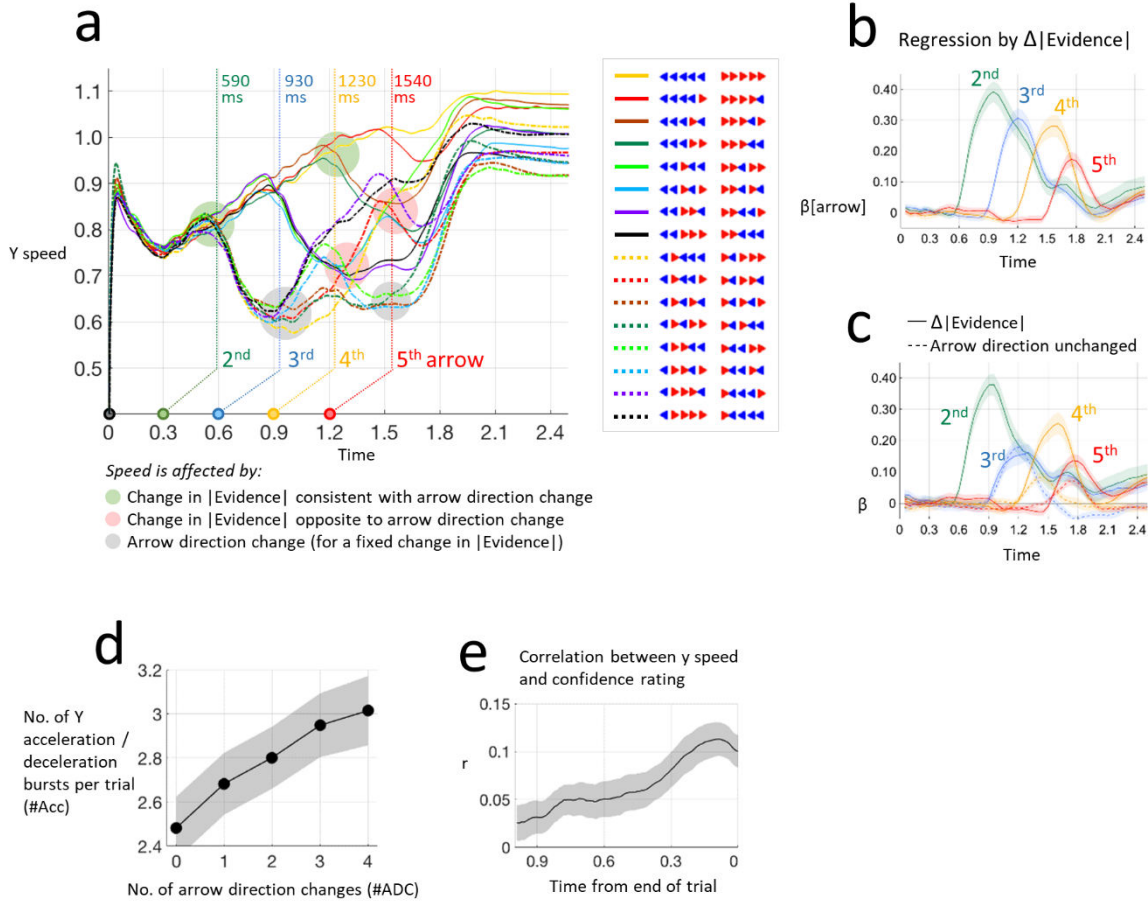 a
590 ms
930 ms
1230 ms
1540 ms
1.1
1.0
0.9
0.8
0.7
0.6
0.5
Y speed
2nd
3rd
4th
5th arrow
0
0.3
0.6
0.9
1.2
1.5
1.8
2.1
2.4
Time
Speed is affected by:
Change in |Evidence| consistent with arrow direction change
Change in |Evidence| opposite to arrow direction change
Arrow direction change (for a fixed change in |Evidence|)
b
Regression by Δ|Evidence|
0.40
0.30
0.20
0.10
0
β[arrow]
2nd
3rd
4th
5th
0
0.3
0.6
0.9
1.2
1.5
1.8
2.1
2.4
Time
c
Δ|Evidence|
Arrow direction unchanged
0.40
0.30
0.20
0.10
0
β
2nd
3rd
4th
5th
0
0.3
0.6
0.9
1.2
1.5
1.8
2.1
2.4
Time
d
No. of Y
acceleration /
deceleration
bursts per trial
(#Acc)
3.2
3
2.8
2.6
2.4
0
1
2
3
4
No. of arrow direction changes (#ADC)
e
Correlation between y speed
and confidence rating
0.15
0.1
0.05
0
r
0.9
0.6
0.3
0
Time from end of trial